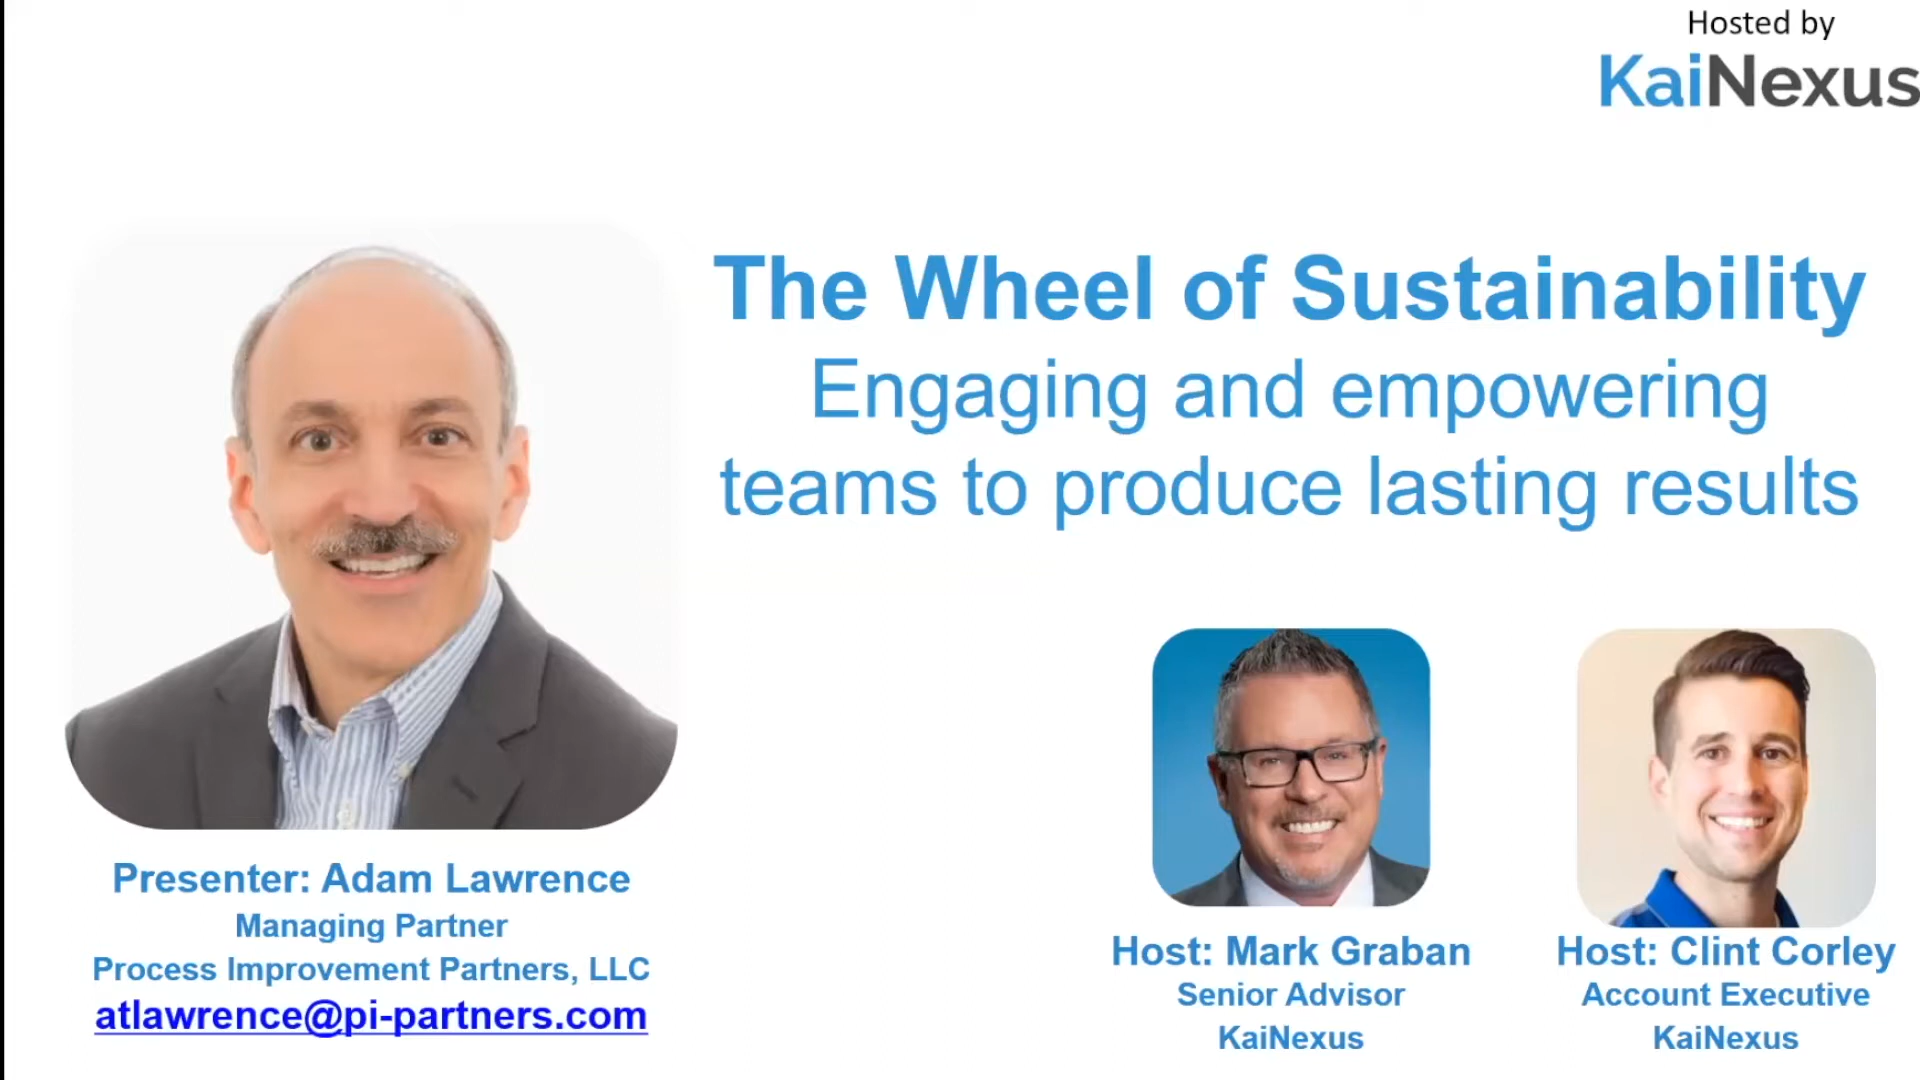 Hosted by
KaiNexus
The Wheel of Sustainability
Engaging and empowering
teams to produce lasting results
Presenter: Adam Lawrence
Managing Partner
Process Improvement Partners, LLC
atlawrence@pi-partners.com
Host: Mark Graban
Senior Advisor
KaiNexus
Host: Clint Corley
Account Executive
KaiNexus